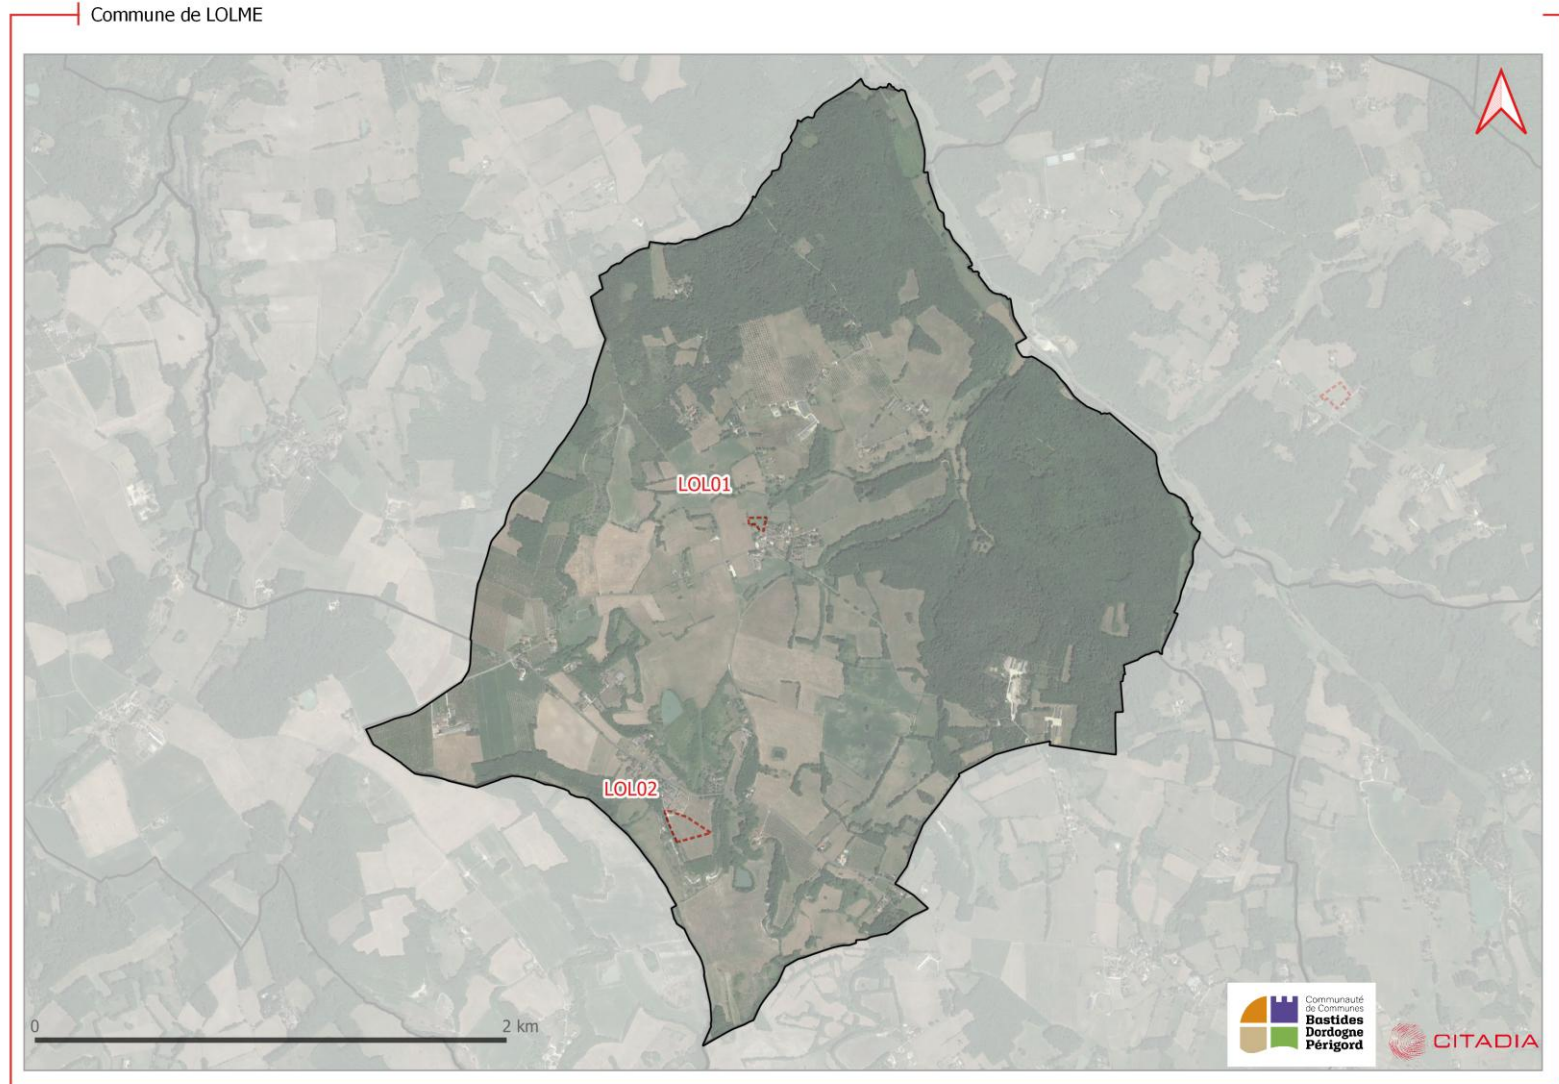 Commune de LOLME
LOL01
LOL02
0
2 km
Communauté
de Communes
Bastides
Dordogne
Périgord
CITADIA